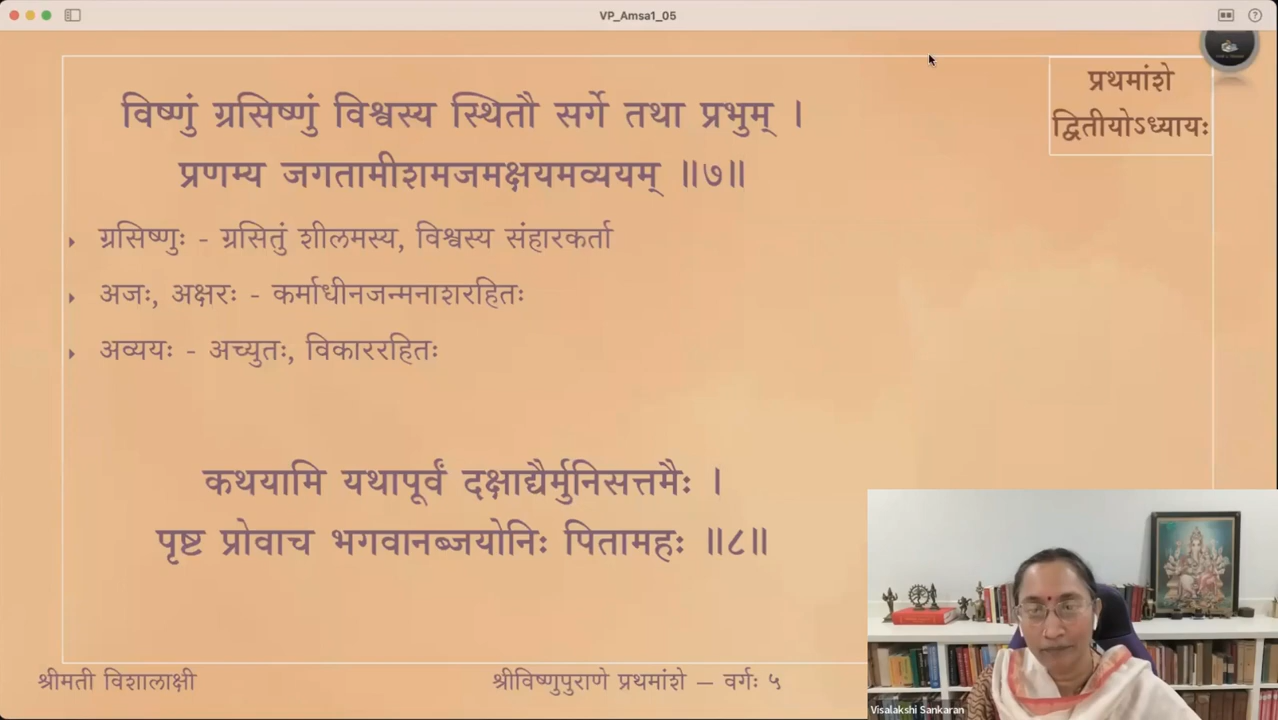 VP_Amsa1_05
प्रथमांशे
द्वितीयोऽध्यायः
विष्णुं ग्रसिष्णुं विश्वस्य स्थितौ सर्गे तथा प्रभुम् ।
प्रणम्य जगतामीशमजमक्षयमव्ययम् ॥७॥
ग्रसिष्णुः - ग्रसितुं शीलमस्य, विश्वस्य संहारकर्ता
अजः, अक्षरः - कर्माधीनजन्मनाशरहितः
अव्ययः - अच्युतः, विकाररहितः
कथयामि यथापूर्वं दक्षाद्यैर्मुनिसत्तमैः ।
पृष्ट प्रोवाच भगवानब्जयोनिः पितामहः ॥८॥
श्रीमती विशालाक्षी
श्रीविष्णुपुराणे प्रथमांशे – वर्गः ५
Visalakshi Sankaran